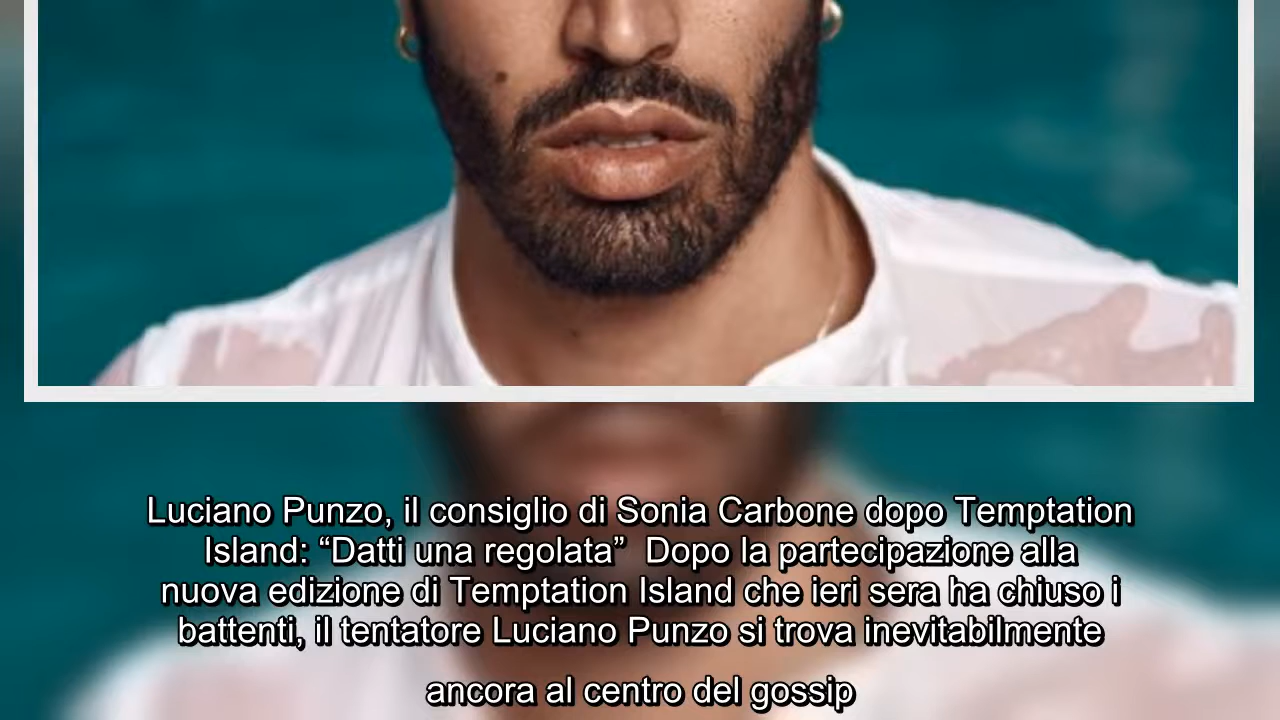 Luciano Punzo, il consiglio di Sonia Carbone dopo Temptation
Island: “Datti una regolata”  Dopo la partecipazione alla
nuova edizione di Temptation Island che ieri sera ha chiuso i
battenti, il tentatore Luciano Punzo si trova inevitabilmente
ancora al centro del gossip